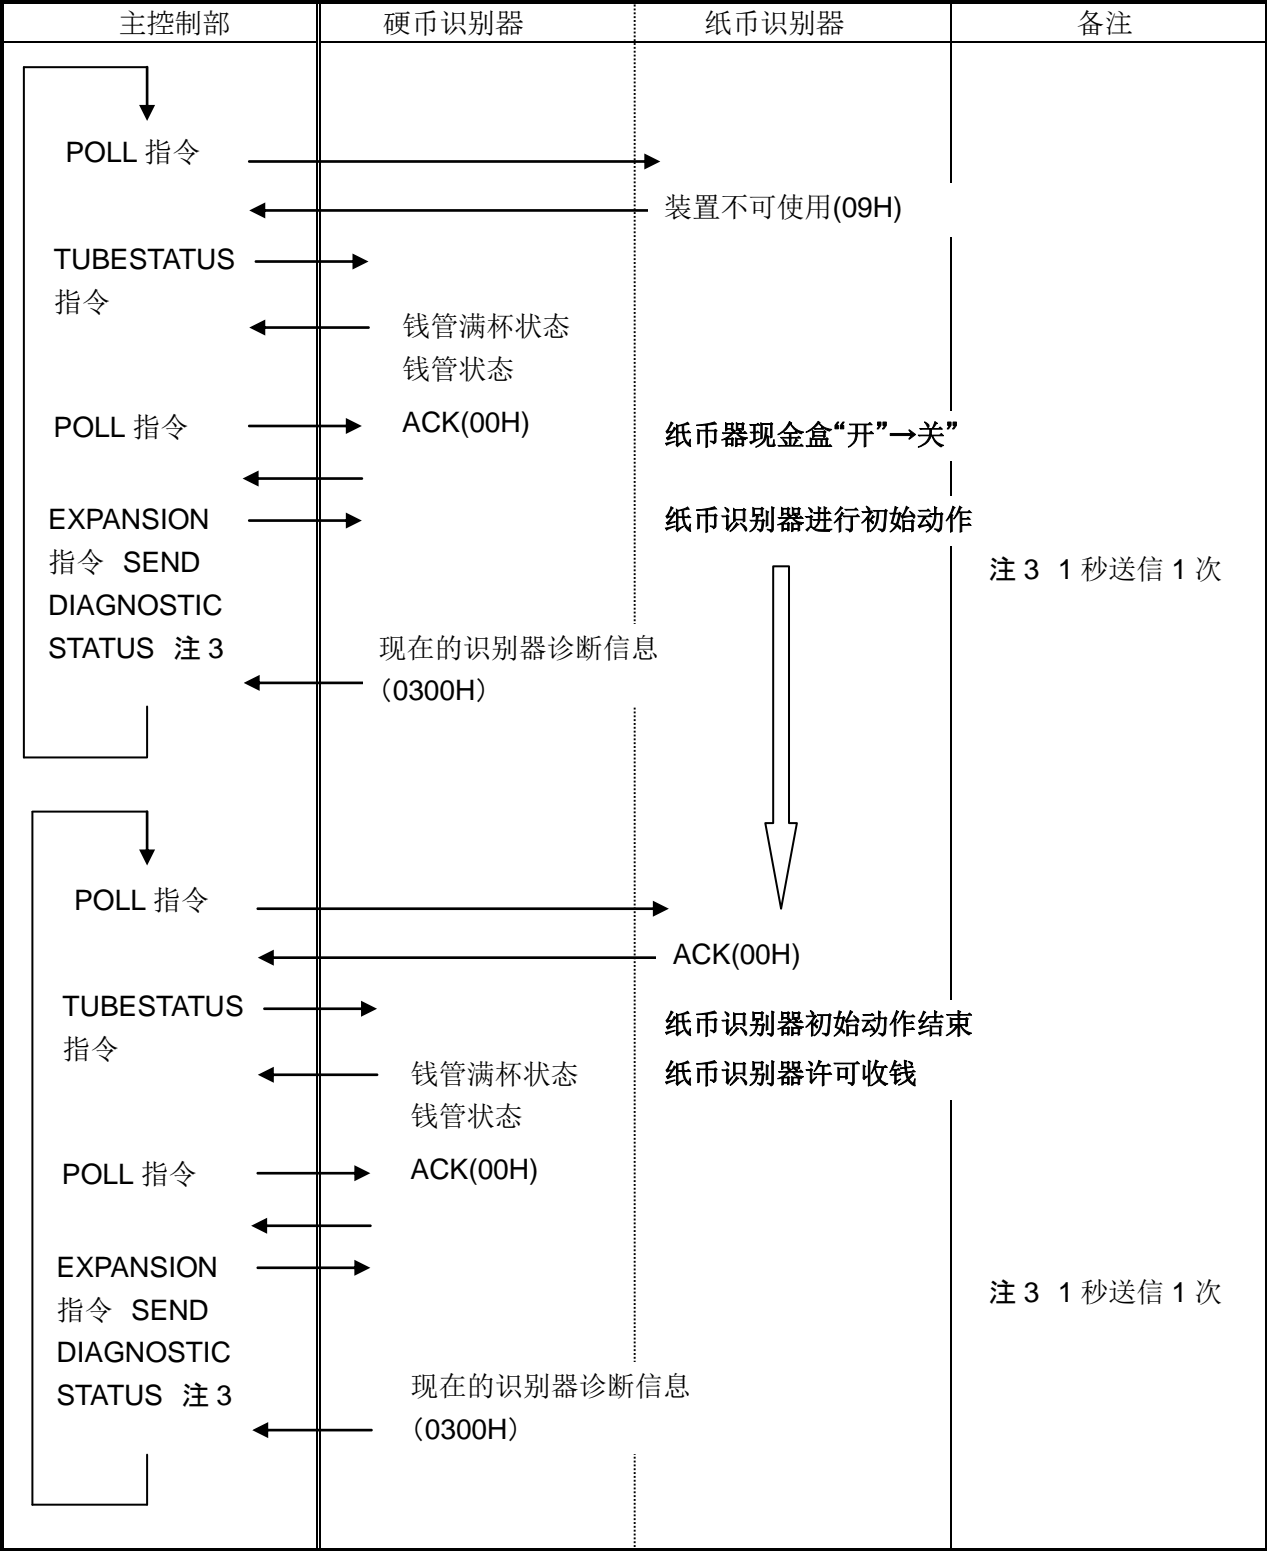 主控制部 硬币识别器 纸币识别器 备注
POLL 指令
装置不可使用(09H)
TUBESTATUS
指令
钱管满杯状态
钱管状态
POLL 指令 ACK(00H)
纸币器现金盒“开”→关”
EXPANSION
指令 SEND
DIAGNOSTIC
STATUS 注 3
纸币识别器进行初始动作
注 3 1 秒送信 1 次
现在的识别器诊断信息
（0300H）
POLL 指令
ACK(00H)
TUBESTATUS
指令
纸币识别器初始动作结束
纸币识别器许可收钱
钱管满杯状态
钱管状态
POLL 指令 ACK(00H)
EXPANSION
指令 SEND
DIAGNOSTIC
STATUS 注 3
注 3 1 秒送信 1 次
现在的识别器诊断信息
（0300H）